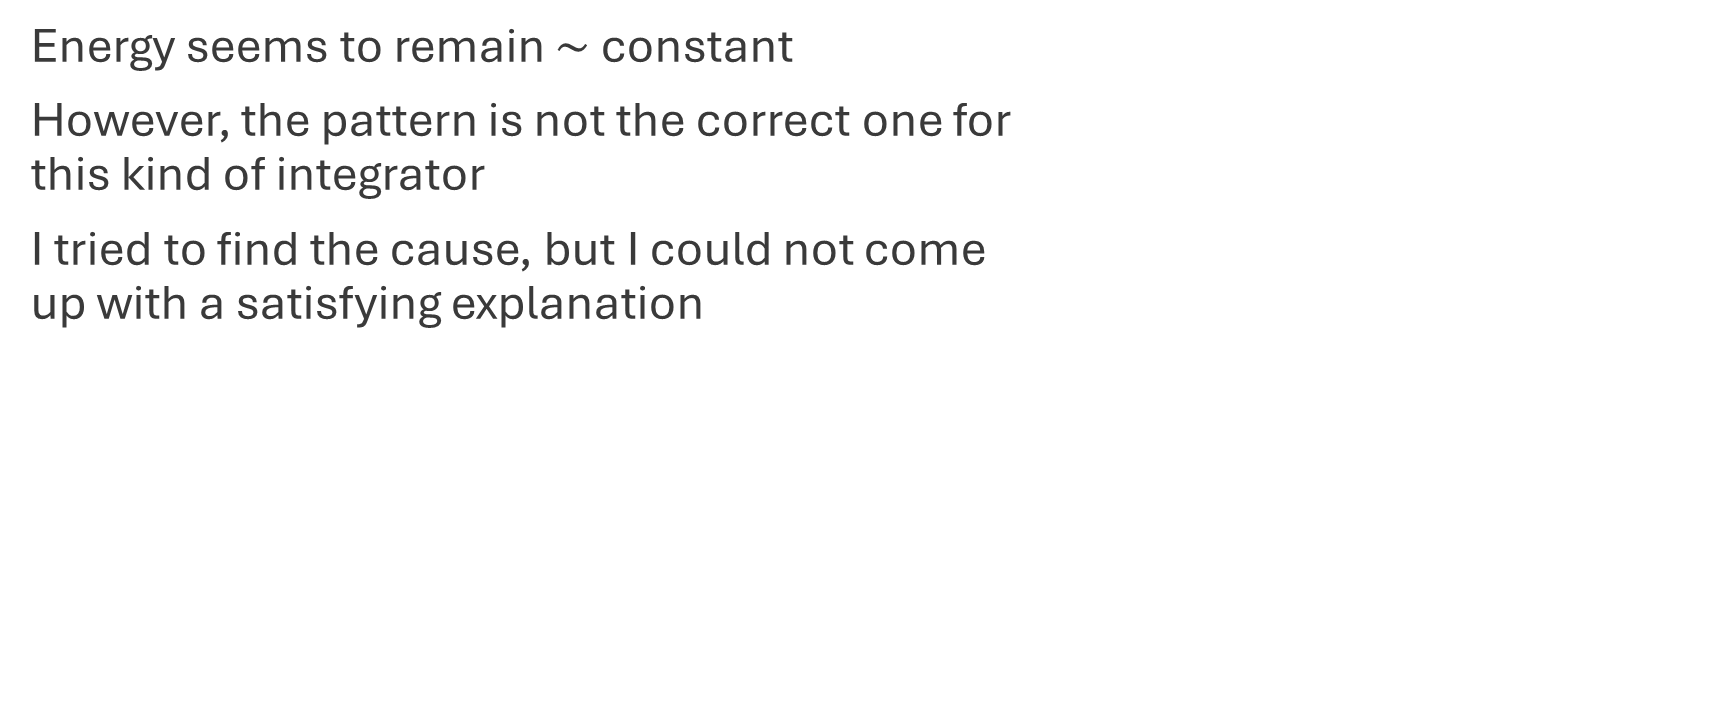 Energy seems to remain ~ constant
However, the pattern is not the correct one for
this kind of integrator
I tried to find the cause, but I could not come
up with a satisfying explanation